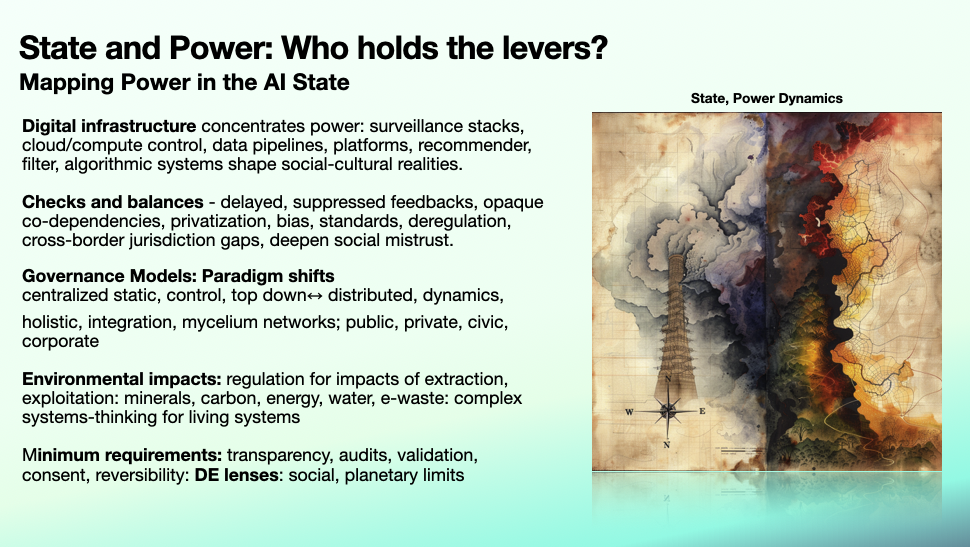 State and Power: Who holds the levers?
Mapping Power in the AI State
State, Power Dynamics
Digital infrastructure concentrates power: surveillance stacks,
cloud/compute control, data pipelines, platforms, recommender,
filter, algorithmic systems shape social-cultural realities.
Checks and balances - delayed, suppressed feedbacks, opaque
co-dependencies, privatization, bias, standards, deregulation,
cross-border jurisdiction gaps, deepen social mistrust.
Governance Models: Paradigm shifts
centralized static, control, top down↔ distributed, dynamics,
holistic, integration, mycelium networks; public, private, civic,
corporate
Environmental impacts: regulation for impacts of extraction,
exploitation: minerals, carbon, energy, water, e-waste: complex
systems-thinking for living systems
Minimum requirements: transparency, audits, validation,
consent, reversibility: DE lenses: social, planetary limits
N
W E
N